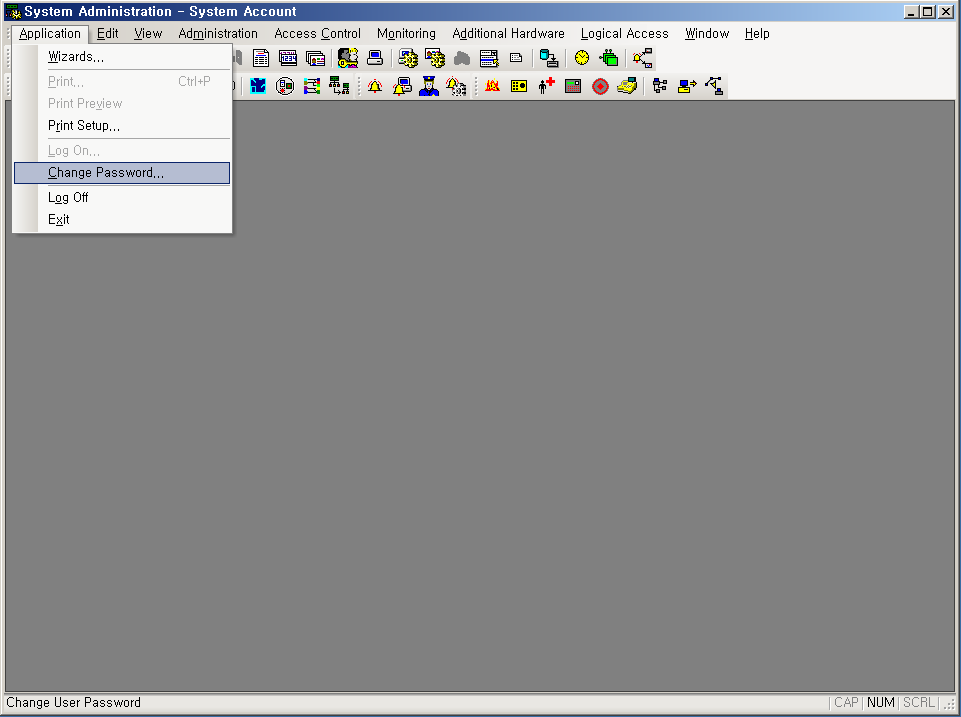 System Administration - System Account
Application Edit View Administration Access Control Monitoring Additional Hardware Logical Access Window Help
Wizards...
Print... Ctrl+P
Print Preview
Print Setup...
Log On...
Change Password...
Log Off
Exit
Change User Password CAP NUM SCRL